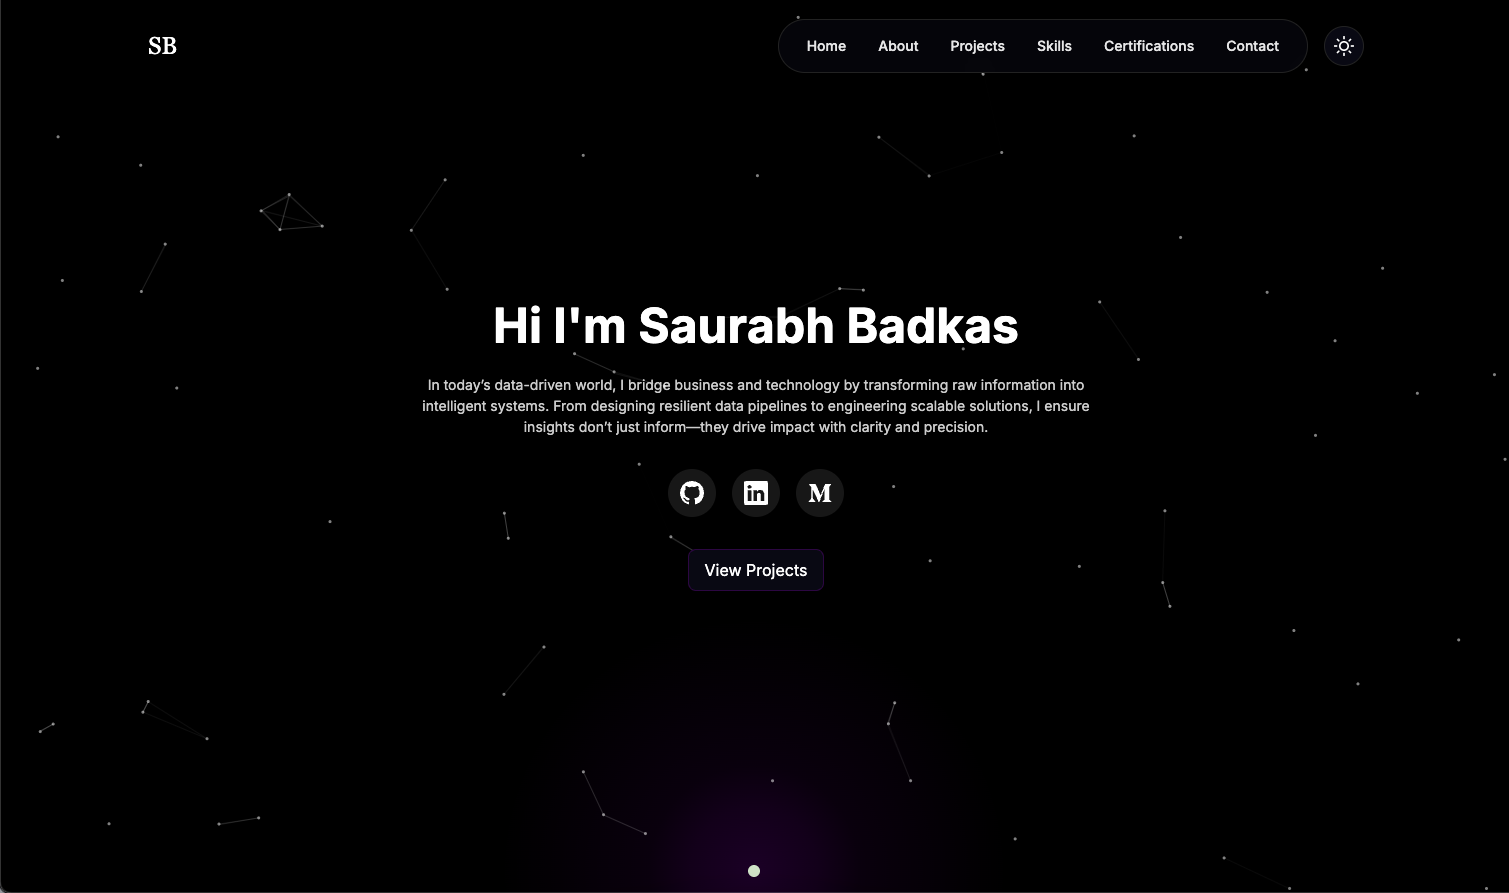 SB
Home About Projects Skills Certifications Contact
Hi I'm Saurabh Badkas
In today’s data-driven world, I bridge business and technology by transforming raw information into
intelligent systems. From designing resilient data pipelines to engineering scalable solutions, I ensure
insights don’t just inform—they drive impact with clarity and precision.
in M
View Projects